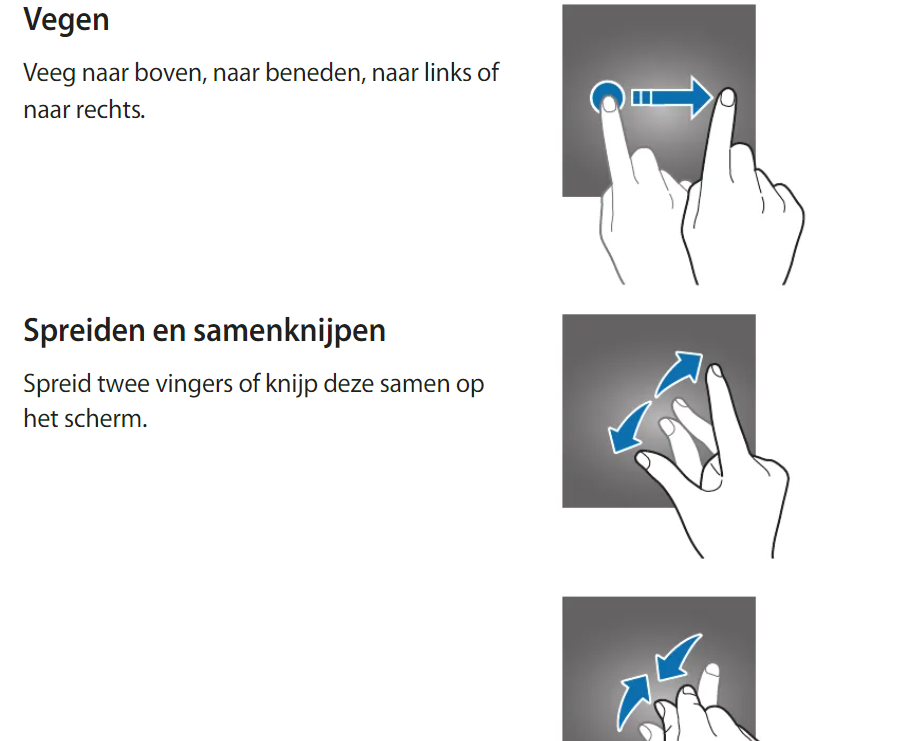 Vegen
Veeg naar boven, naar beneden, naar links of
naar rechts.
Spreiden en samenknijpen
Spreid twee vingers of knijp deze samen op
het scherm.